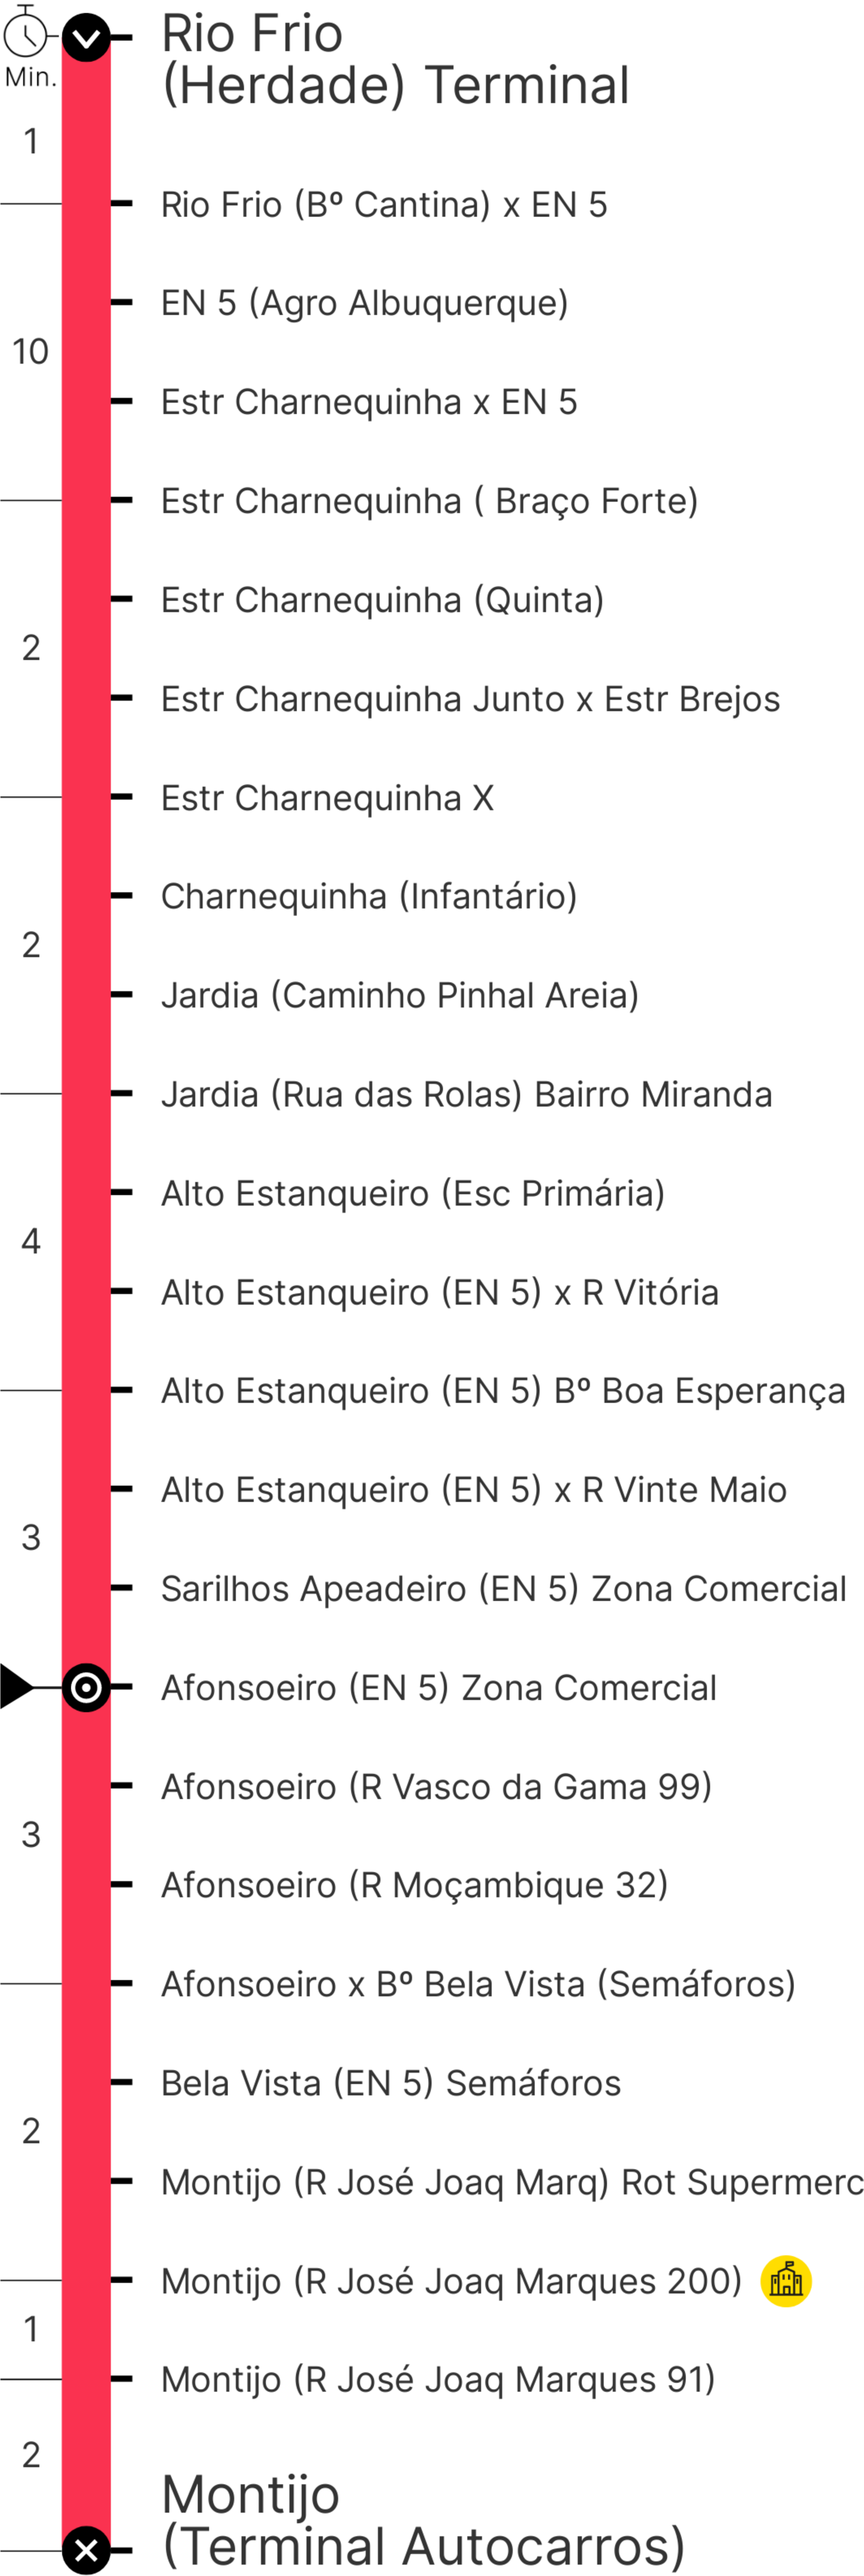 Rio Frio
(Herdade) Terminal
Min.
1
Rio Frio (Bº Cantina) x EN 5
EN 5 (Agro Albuquerque)
10
Estr Charnequinha x EN 5
Estr Charnequinha ( Braço Forte)
Estr Charnequinha (Quinta)
2
Estr Charnequinha Junto x Estr Brejos
Estr Charnequinha X
Charnequinha (Infantário)
2
Jardia (Caminho Pinhal Areia)
Jardia (Rua das Rolas) Bairro Miranda
Alto Estanqueiro (Esc Primária)
4
Alto Estanqueiro (EN 5) x R Vitória
Alto Estanqueiro (EN 5) Bº Boa Esperança
Alto Estanqueiro (EN 5) x R Vinte Maio
3
Sarilhos Apeadeiro (EN 5) Zona Comercial
Afonsoeiro (EN 5) Zona Comercial
Afonsoeiro (R Vasco da Gama 99)
3
Afonsoeiro (R Moçambique 32)
Afonsoeiro x Bº Bela Vista (Semáforos)
Bela Vista (EN 5) Semáforos
2
Montijo (R José Joaq Marq) Rot Supermerc
Montijo (R José Joaq Marques 200)
1
Montijo (R José Joaq Marques 91)
2
Montijo
(Terminal Autocarros)